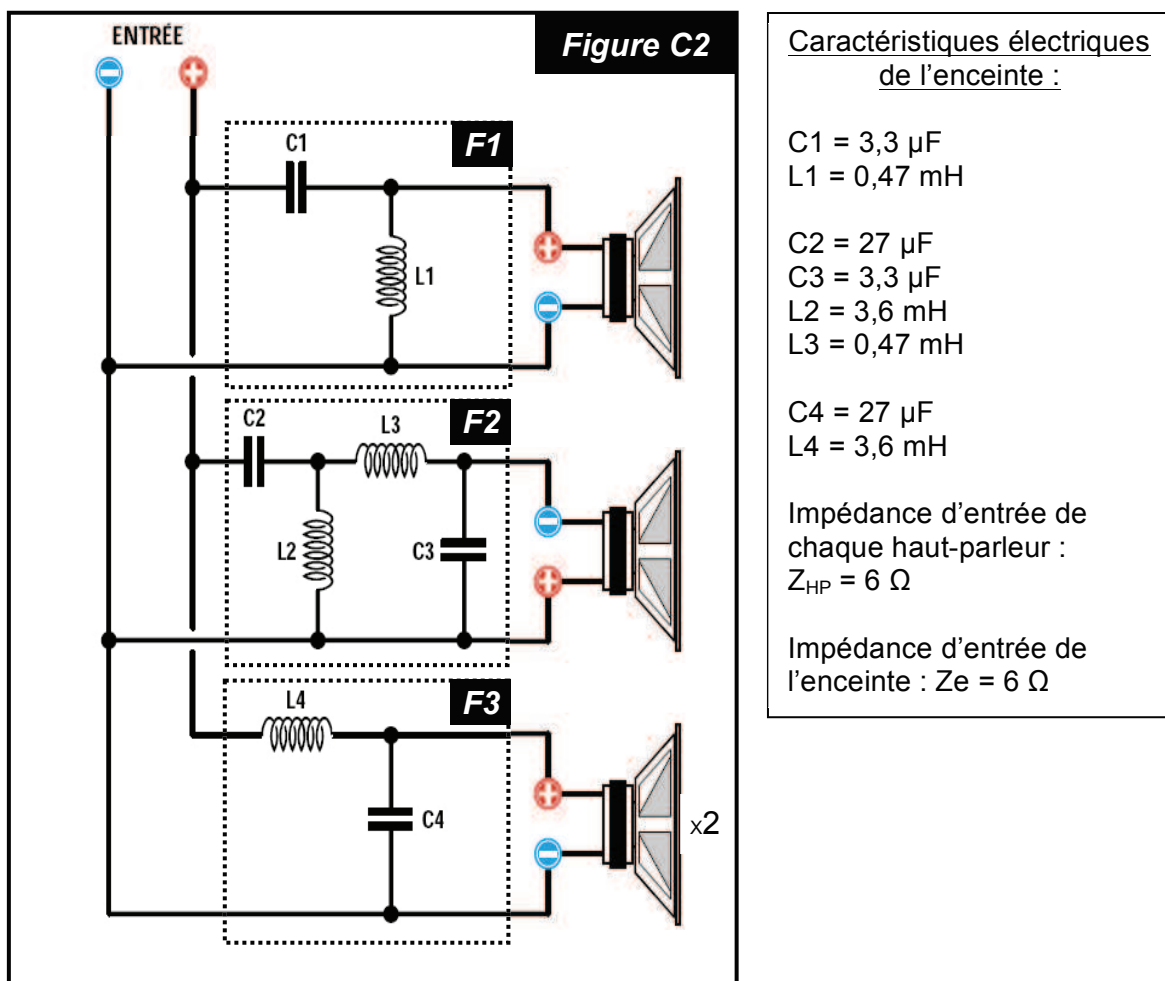 ENTRÉE
Figure C2
F1
C1
L1
F2
C2
L3
L2
C3
F3
L4
C4
x2
Caractéristiques électriques
de l’enceinte :
C1 = 3,3 µF
L1 = 0,47 mH
C2 = 27 µF
C3 = 3,3 µF
L2 = 3,6 mH
L3 = 0,47 mH
C4 = 27 µF
L4 = 3,6 mH
Impédance d’entrée de
chaque haut-parleur :
ZHP = 6 Ω
Impédance d’entrée de
l’enceinte : Ze = 6 Ω